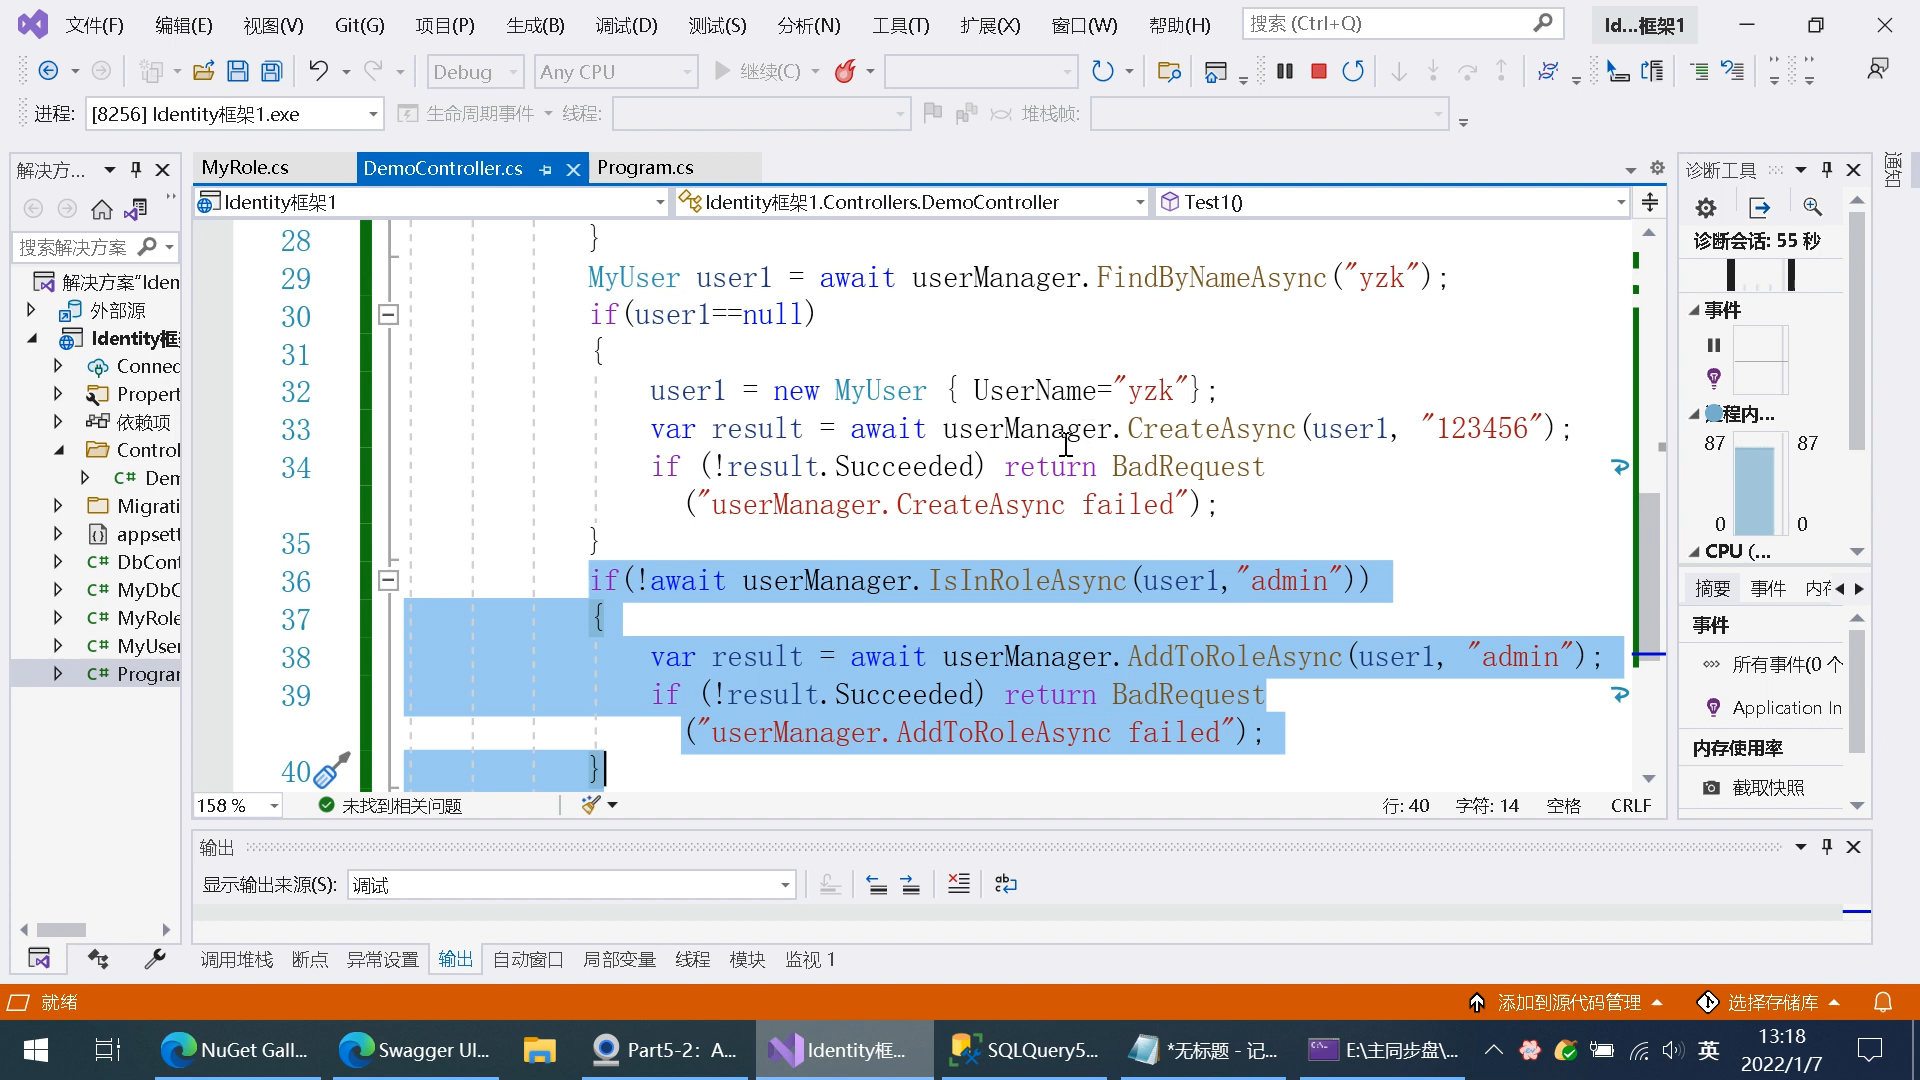 文件(F) 编辑(E) 视图(V) Git(G) 项目(P) 生成(B) 调试(D) 测试(S) 分析(N) 工具(T) 扩展(X) 窗口(W) 帮助(H) 搜索 (Ctrl+Q) Id...框架1
Debug Any CPU 继续(C)
进程: [8256] Identity框架1.exe 生命周期事件 线程: 堆栈帧:
解决方...
搜索解决方案
解决方案"Iden
外部源
Identity框
Connec
Propert
依赖项
Control
C# Dem
Migrati
appsett
C# DbCont
C# MyDbC
C# MyRole
C# MyUser
C# Program
MyRole.cs DemoController.cs Program.cs
Identity框架1 Identity框架1.Controllers.DemoController Test1()
28 }
29 MyUser user1 = await userManager.FindByNameAsync("yzk");
30 if(user1==null)
31 {
32 user1 = new MyUser { UserName="yzk"};
33 var result = await userManager.CreateAsync(user1, "123456");
34 if (!result.Succeeded) return BadRequest
("userManager.CreateAsync failed");
35 }
36 if(!await userManager.IsInRoleAsync(user1,"admin"))
37 {
38 var result = await userManager.AddToRoleAsync(user1, "admin");
39 if (!result.Succeeded) return BadRequest
("userManager.AddToRoleAsync failed");
40 }
158 % 未找到相关问题 行: 40 字符: 14 空格 CRLF
诊断工具
通知
诊断会话: 55 秒
事件
程内...
87 87
0 0
CPU (...
摘要 事件 内存
事件
所有事件(0 个
Application In
内存使用率
截取快照
输出
显示输出来源(S): 调试
调用堆栈 断点 异常设置 输出 自动窗口 局部变量 线程 模块 监视 1
就绪 添加到源代码管理 选择存储库
NuGet Gall... Swagger UI... Part5-2：A... Identity框... SQLQuery5... *无标题 - 记... E:\主同步盘\... 英 13:18
2022/1/7